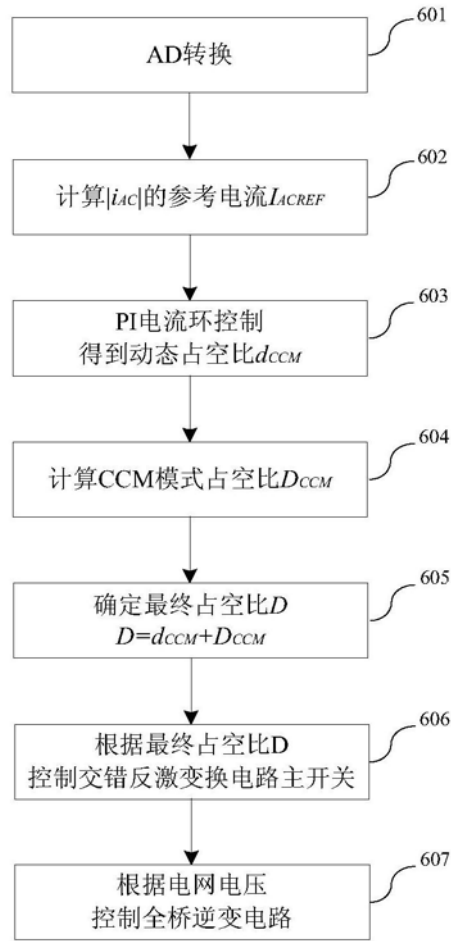 601
AD转换
602
计算|iAC|的参考电流IACREF
603
PI电流环控制
得到动态占空比dCCM
604
计算CCM模式占空比DCCM
605
确定最终占空比D
D=dCCM+DCCM
606
根据最终占空比D
控制交错反激变换电路主开关
607
根据电网电压
控制全桥逆变电路